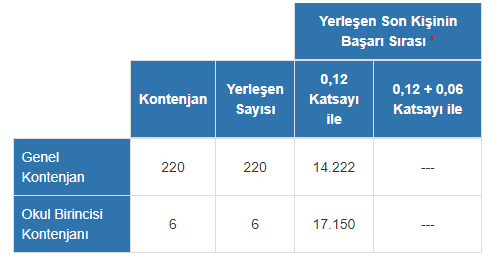 Yerleşen Son Kişinin
Başarı Sırası *
Kontenjan
Yerleşen
Sayısı
0,12
Katsayı
ile
0,12 + 0,06
Katsayı ile
Genel
Kontenjan
220
220
14.222
---
Okul Birincisi
Kontenjanı
6
6
17.150
---